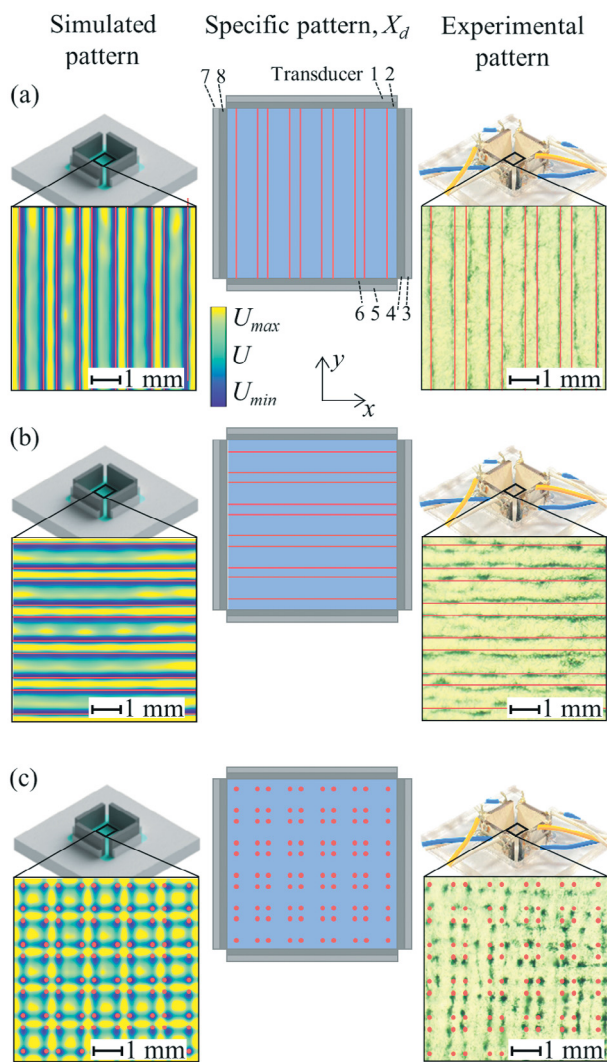 Simulated pattern
Specific pattern, X_d
Experimental pattern
(a)
7 8
Transducer 1 2
6 5 4 3
U_max
U
U_min
y
x
1 mm
1 mm
(b)
1 mm
1 mm
(c)
1 mm
1 mm